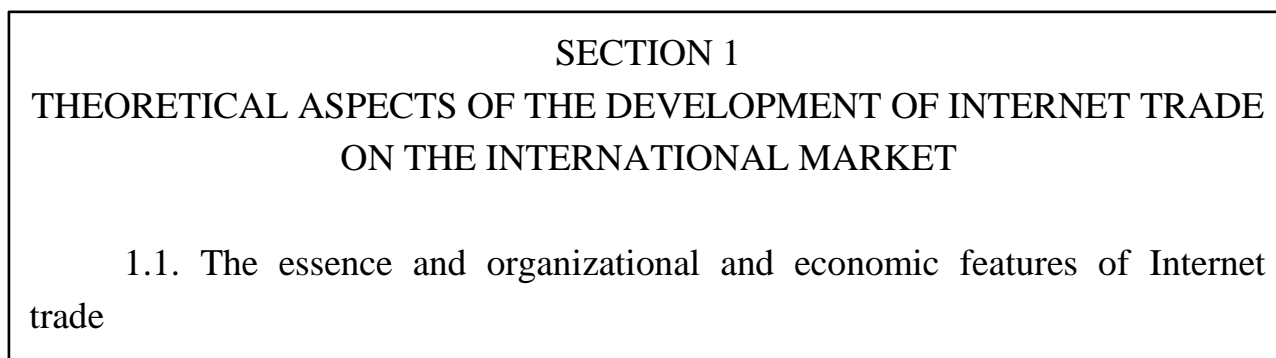 SECTION 1
THEORETICAL ASPECTS OF THE DEVELOPMENT OF INTERNET TRADE
ON THE INTERNATIONAL MARKET
1.1. The essence and organizational and economic features of Internet
trade